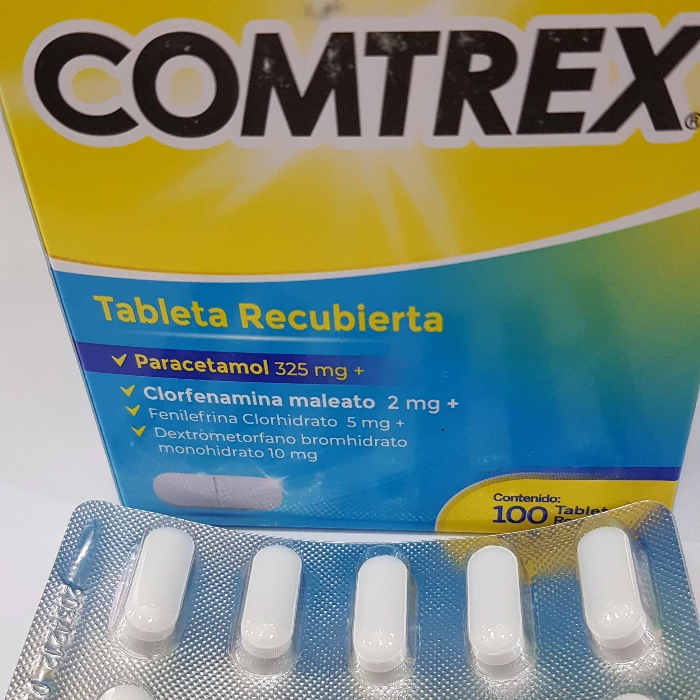 COMTREX®
Tableta Recubierta
Paracetamol 325 mg +
Clorfenamina maleato 2 mg +
Fenilefrina Clorhidrato 5 mg +
Dextrometorfano bromhidrato
monohidrato 10 mg
Contenido:
100